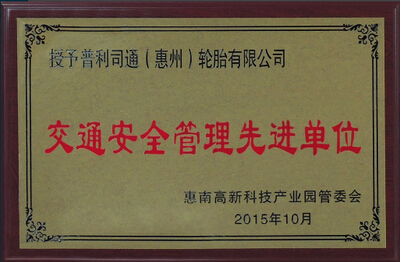 授予普利司通（惠州）轮胎有限公司
交通安全管理先进单位
惠南高新科技产业园管委会
2015年10月